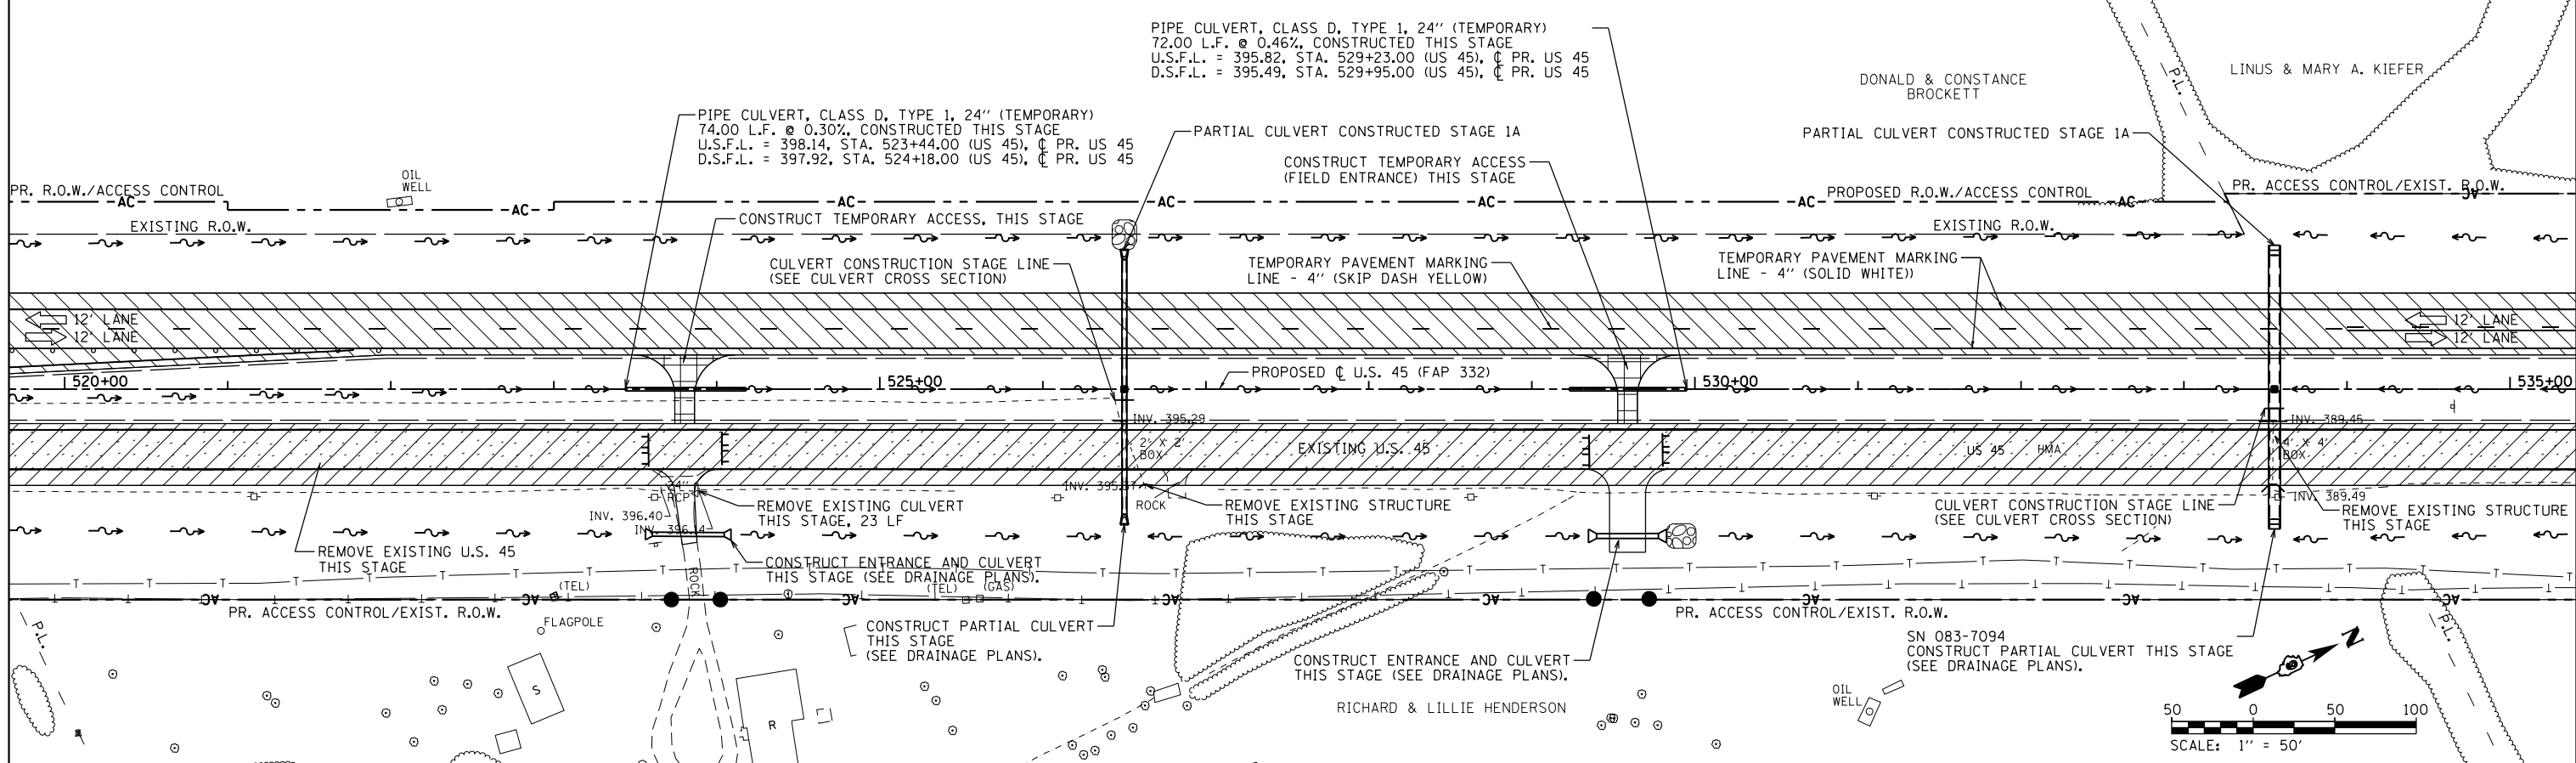 PIPE CULVERT, CLASS D, TYPE 1, 24'' (TEMPORARY)
72.00 L.F. @ 0.46%, CONSTRUCTED THIS STAGE
U.S.F.L. = 395.82, STA. 529+23.00 (US 45), ℄ PR. US 45
D.S.F.L. = 395.49, STA. 529+95.00 (US 45), ℄ PR. US 45
DONALD & CONSTANCE
BROCKETT
P.L.
LINUS & MARY A. KIEFER
PIPE CULVERT, CLASS D, TYPE 1, 24'' (TEMPORARY)
74.00 L.F. @ 0.30%, CONSTRUCTED THIS STAGE
U.S.F.L. = 398.14, STA. 523+44.00 (US 45), ℄ PR. US 45
D.S.F.L. = 397.92, STA. 524+18.00 (US 45), ℄ PR. US 45
PARTIAL CULVERT CONSTRUCTED STAGE 1A
PARTIAL CULVERT CONSTRUCTED STAGE 1A
CONSTRUCT TEMPORARY ACCESS
(FIELD ENTRANCE) THIS STAGE
OIL
WELL
PR. R.O.W./ACCESS CONTROL
PROPOSED R.O.W./ACCESS CONTROL
PR. ACCESS CONTROL/EXIST. R.O.W.
AC AC AC AC AC AC AC AC
EXISTING R.O.W.
CONSTRUCT TEMPORARY ACCESS, THIS STAGE
EXISTING R.O.W.
CULVERT CONSTRUCTION STAGE LINE
(SEE CULVERT CROSS SECTION)
TEMPORARY PAVEMENT MARKING
LINE - 4'' (SKIP DASH YELLOW)
TEMPORARY PAVEMENT MARKING
LINE - 4'' (SOLID WHITE))
12' LANE
12' LANE
12' LANE
12' LANE
520+00
525+00
PROPOSED ℄ U.S. 45 (FAP 332)
530+00
535+00
INV. 395.29
2' X 2'
BOX
EXISTING U.S. 45
US 45 HMA
INV. 389.45
4' X 4'
BOX
RCP
INV. 396.40
INV. 396.14
REMOVE EXISTING CULVERT
THIS STAGE, 23 LF
ROCK
REMOVE EXISTING STRUCTURE
THIS STAGE
CULVERT CONSTRUCTION STAGE LINE
(SEE CULVERT CROSS SECTION)
INV. 389.49
REMOVE EXISTING STRUCTURE
THIS STAGE
REMOVE EXISTING U.S. 45
THIS STAGE
CONSTRUCT ENTRANCE AND CULVERT
THIS STAGE (SEE DRAINAGE PLANS).
ROCK
(TEL)
(TEL)
(GAS)
AC AC AC AC AC AC AC AC
PR. ACCESS CONTROL/EXIST. R.O.W.
PR. ACCESS CONTROL/EXIST. R.O.W.
P.L.
FLAGPOLE
CONSTRUCT PARTIAL CULVERT
THIS STAGE
(SEE DRAINAGE PLANS).
CONSTRUCT ENTRANCE AND CULVERT
THIS STAGE (SEE DRAINAGE PLANS).
SN 083-7094
CONSTRUCT PARTIAL CULVERT THIS STAGE
(SEE DRAINAGE PLANS).
P.L.
N
S
R
RICHARD & LILLIE HENDERSON
OIL
WELL
50 0 50 100
SCALE: 1'' = 50'